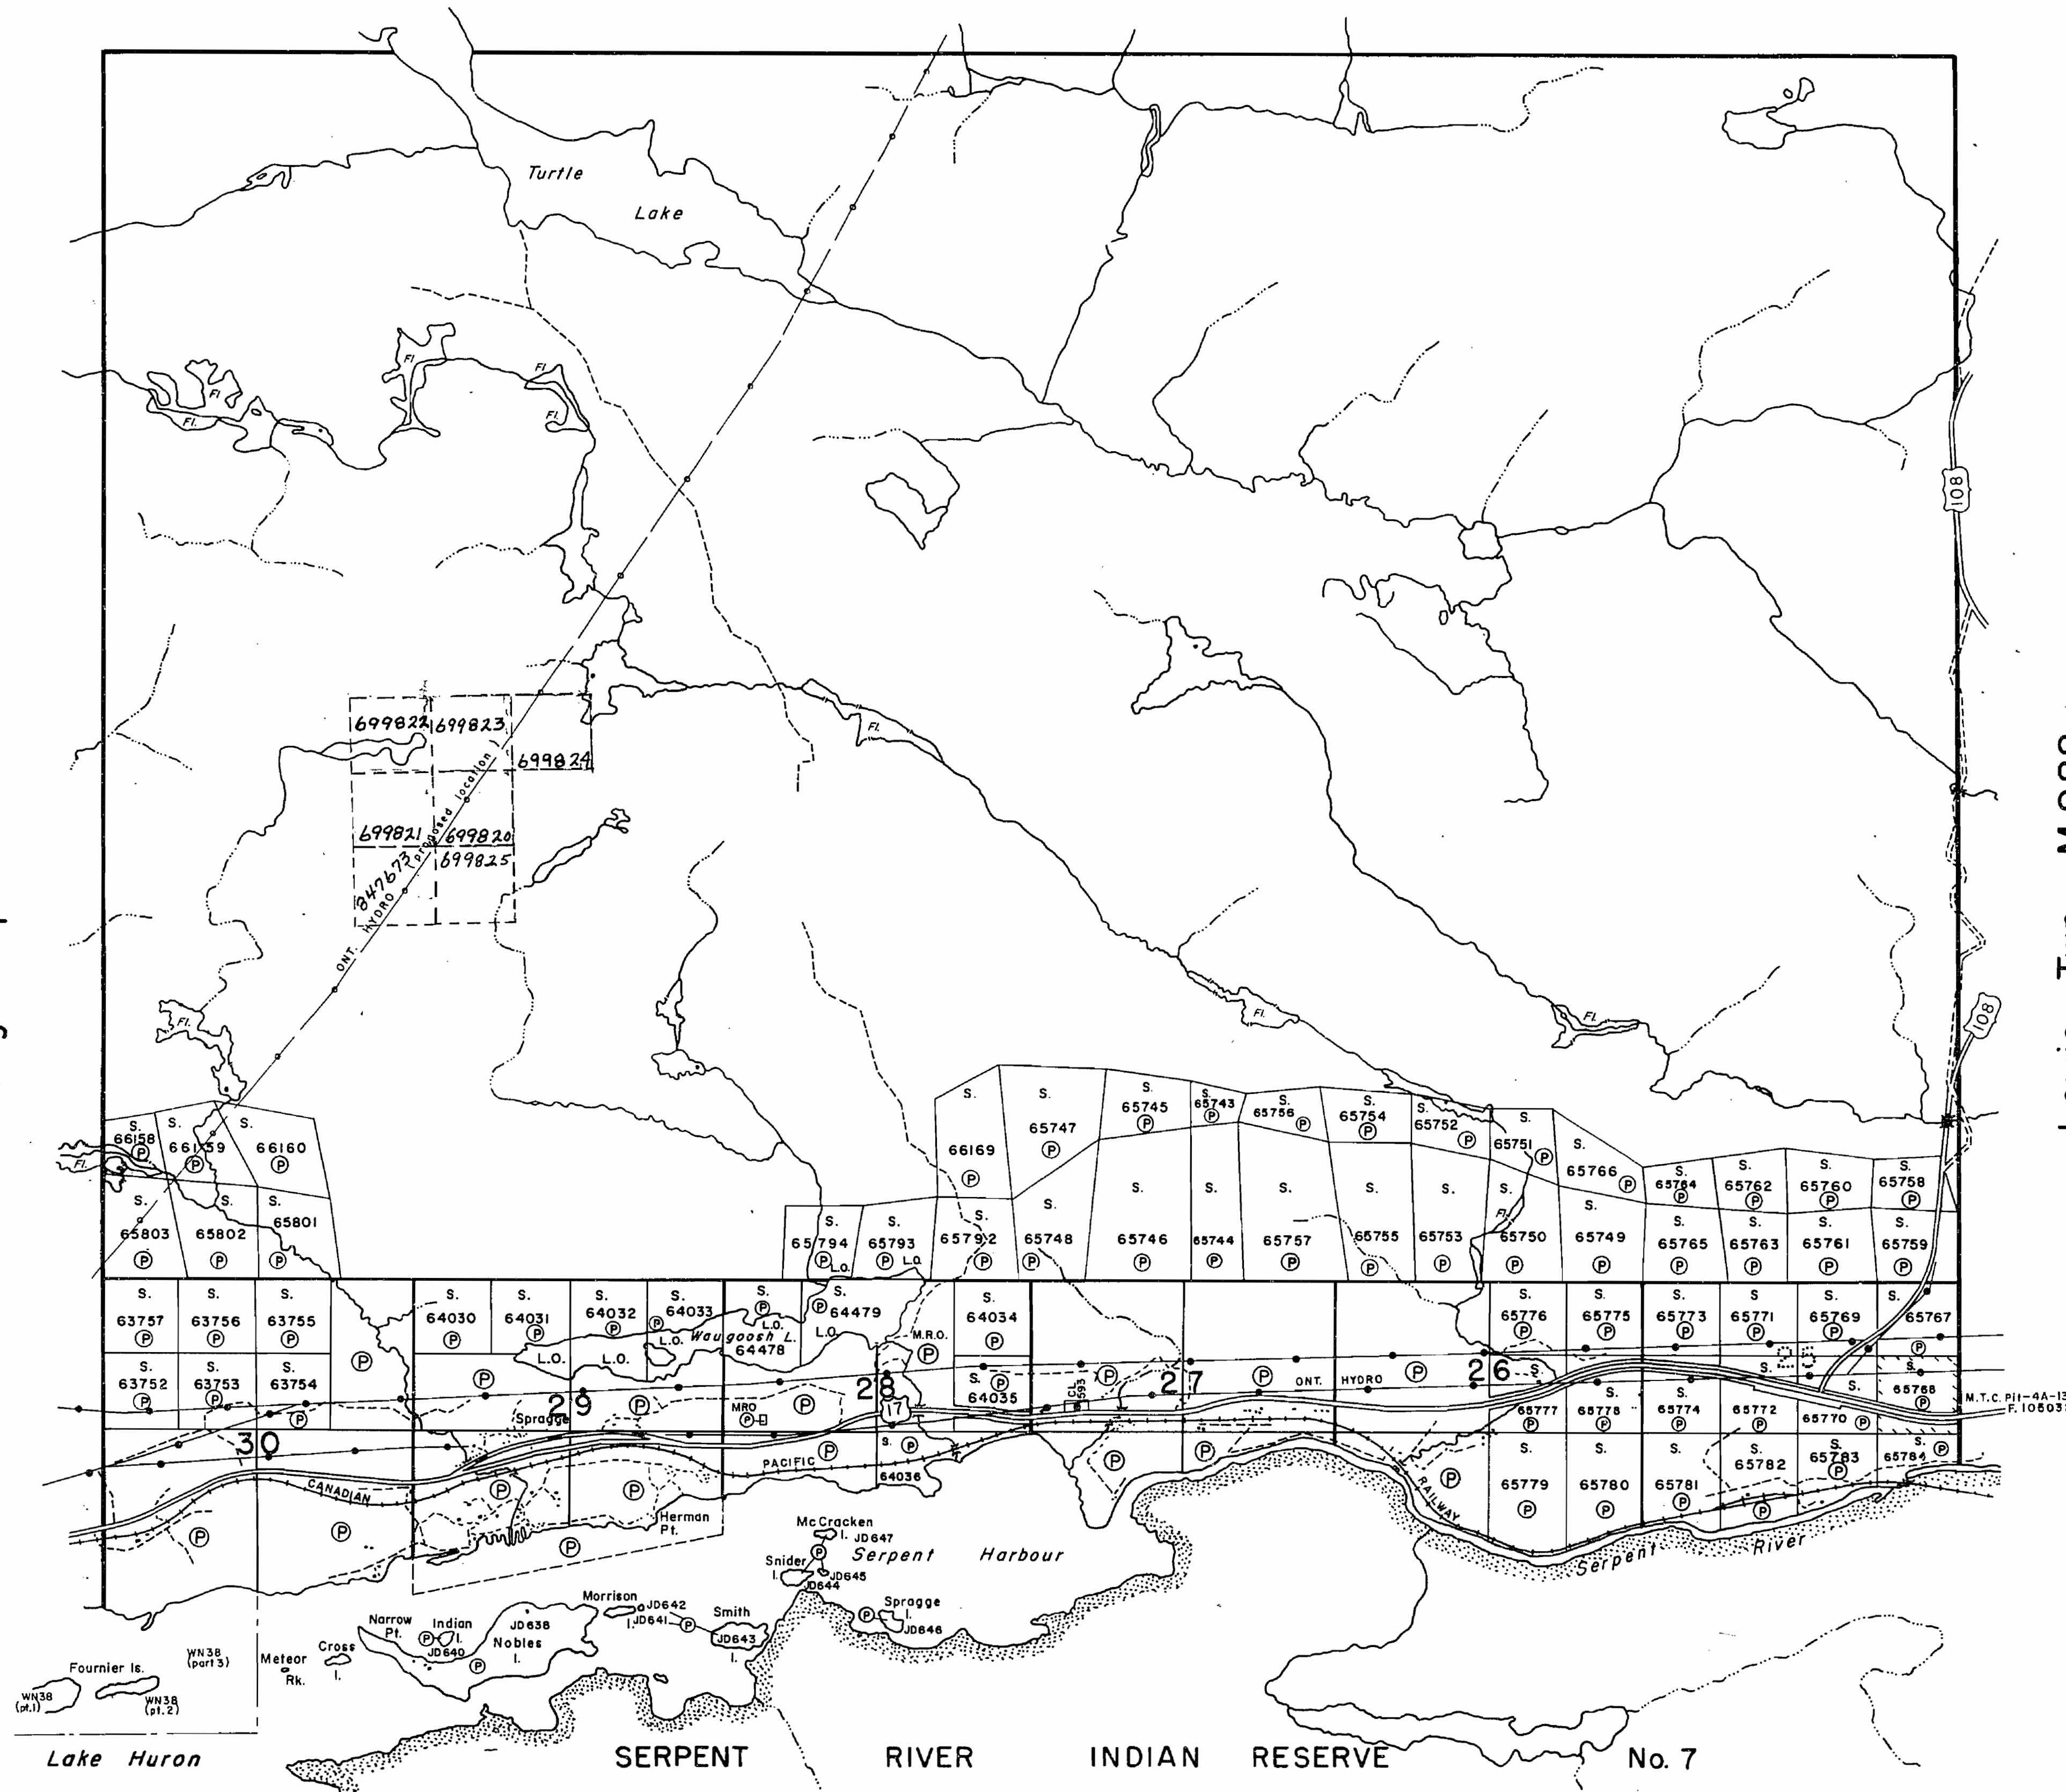 Turtle
Lake
Fl
Fl.
Fl
Fl
Fl.
108
699822 699823
699824
Fl.
699821 699820
699825
847673 (proposed location)
ONT. HYDRO
Fl.
Fl.
Fl.
108
S. S. S. S. S. S. S. S.
65745 65743 65756 65754 65752
65747 65751
66158 66159 66160 66169
S. S. S.
65766 65764 65762 65760 65758
Fl.
S. S. S.
65803 65802 65801
65794 65793 65792 65748 65746 65744 65757 65755 65753 65750 65749 65765 65763 65761 65759
L.O. L.O.
Fl.
63757 63756 63755 64030 64031 64032 64033 64479 64034 65776 65775 65773 65771 65769 65767
L.O. Waugoosh L. L.O. M.R.O.
L.O. L.O. 64478
63752 63753 63754 64035 65768
ONT. HYDRO
30 29 28 27 26 25
17
CL 593
M.T.C. Pit-4A-13
Spragge MRO
65777 65778 65774 65772 65770
PACIFIC 64036
CANADIAN
RAILWAY
65779 65780 65781 65782 65783 65784
Herman
Pt.
McCracken
I. JD647
Serpent Harbour
Serpent River
Snider
I. JD645
JD644
Morrison
I. JD642
JD641
Smith
JD643
I.
Spragge
I.
JD646
Narrow
Pt.
Indian
I.
JD640
JD638
Nobles
I.
Cross
I.
Meteor
Rk.
WN38
(part 3)
Fournier Is.
WN38
(pt.1)
WN38
(pt.2)
Lake Huron
SERPENT RIVER INDIAN RESERVE No. 7